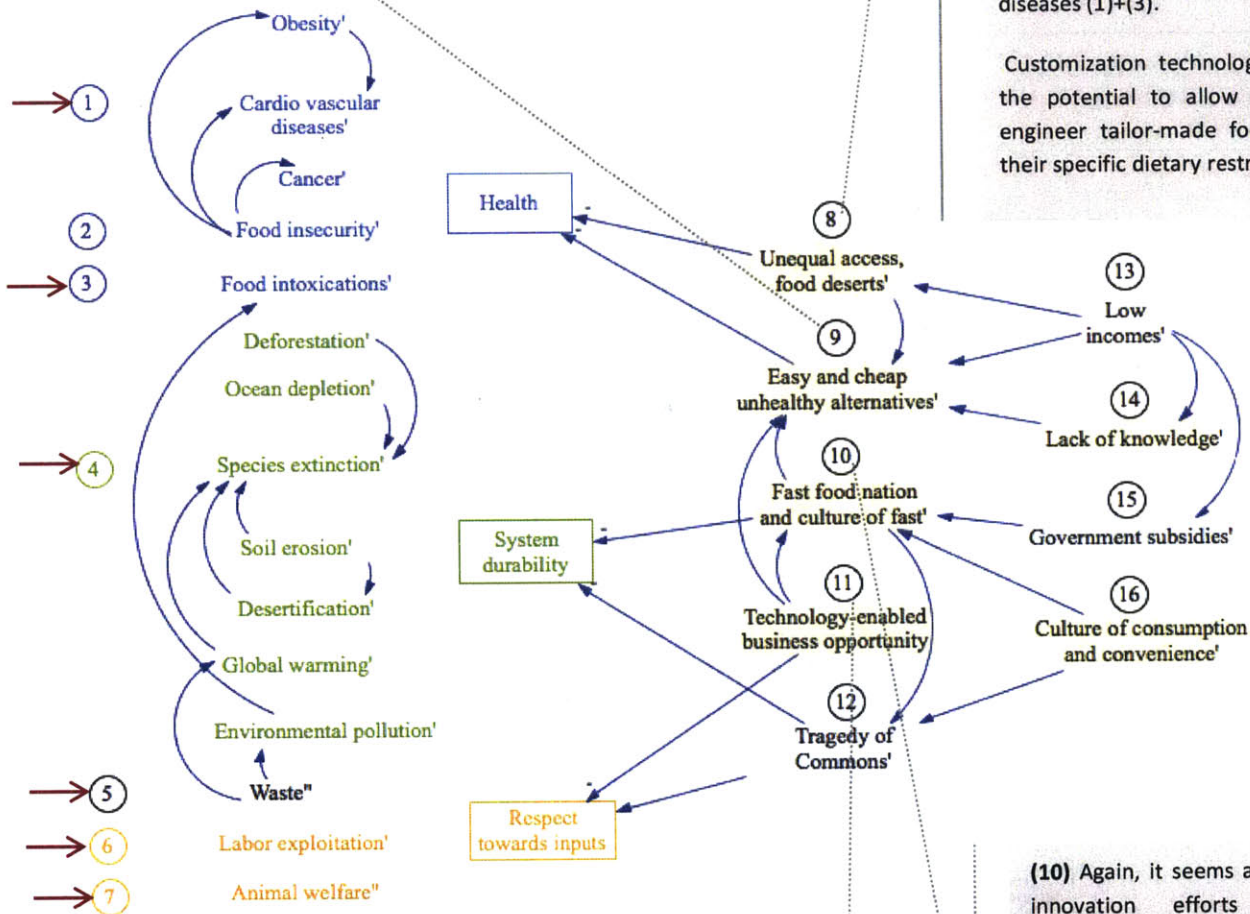 Obesity'
1
Cardio vascular
diseases'
Cancer'
2
Food insecurity'
3
Food intoxications'
Deforestation'
Ocean depletion'
4
Species extinction'
Soil erosion'
Desertification'
Global warming'
Environmental pollution'
5
Waste"
6
Labor exploitation'
7
Animal welfare"
Health
-
-
System
durability
-
-
Respect
towards inputs
-
8
Unequal access,
food deserts'
9
Easy and cheap
unhealthy alternatives'
10
Fast food nation
and culture of fast'
11
Technology-enabled
business opportunity
12
Tragedy of
Commons'
13
Low
incomes'
14
Lack of knowledge'
15
Government subsidies'
16
Culture of consumption
and convenience'
diseases (1)+(3).
Customization technolog
the potential to allow
engineer tailor-made fo
their specific dietary restr
(10) Again, it seems a
innovation efforts